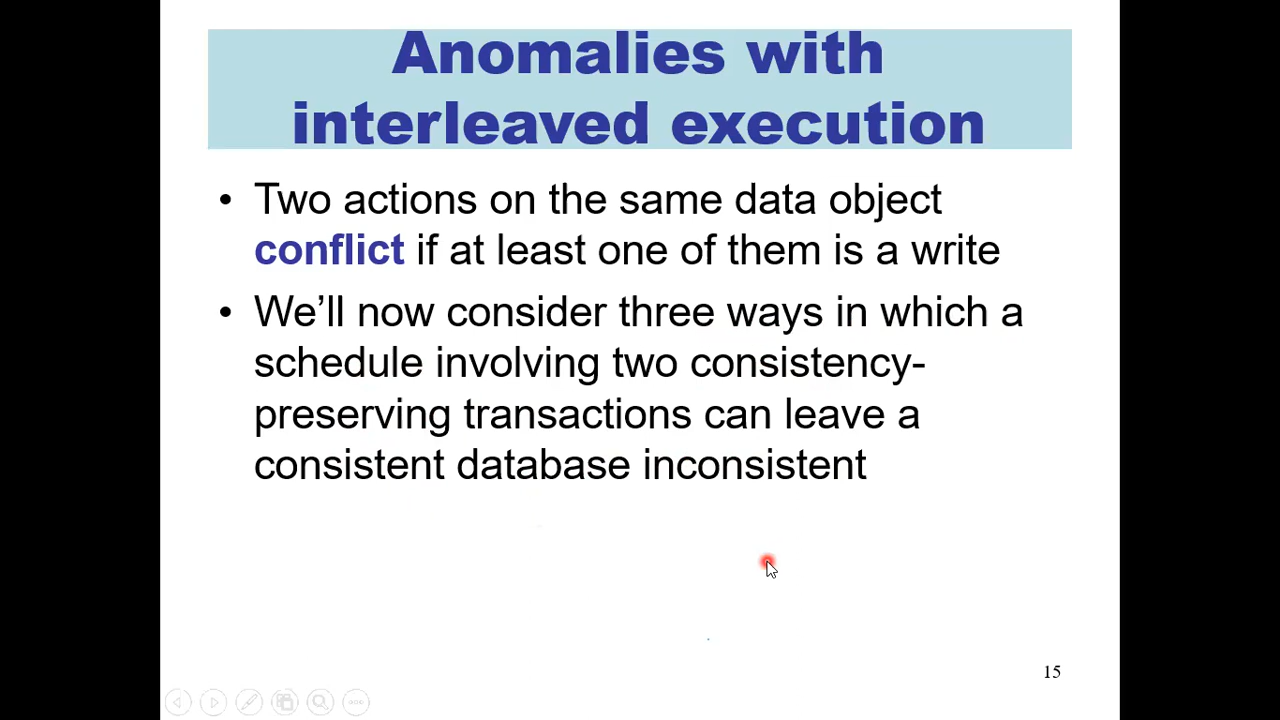 Anomalies with
interleaved execution
• Two actions on the same data object
conflict if at least one of them is a write
• We’ll now consider three ways in which a
schedule involving two consistency-
preserving transactions can leave a
consistent database inconsistent
15